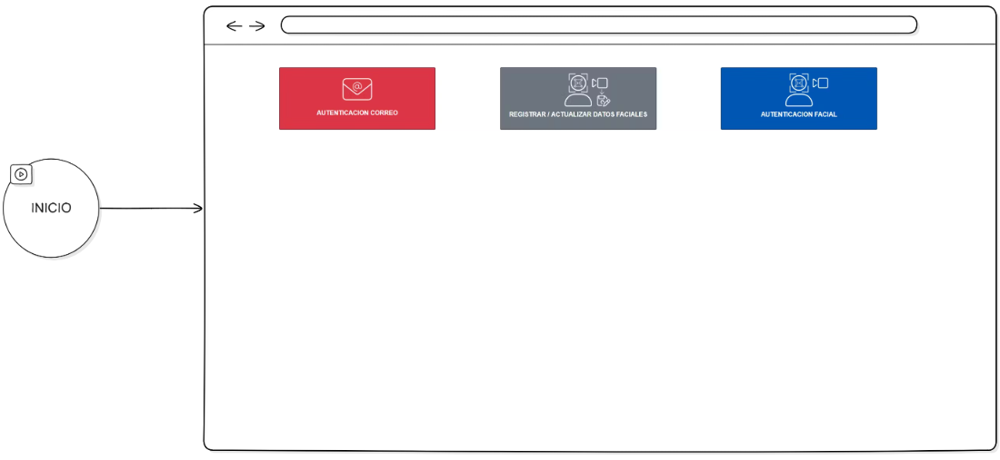 AUTENTICACION CORREO
REGISTRAR / ACTUALIZAR DATOS FACIALES
AUTENTICACION FACIAL
INICIO